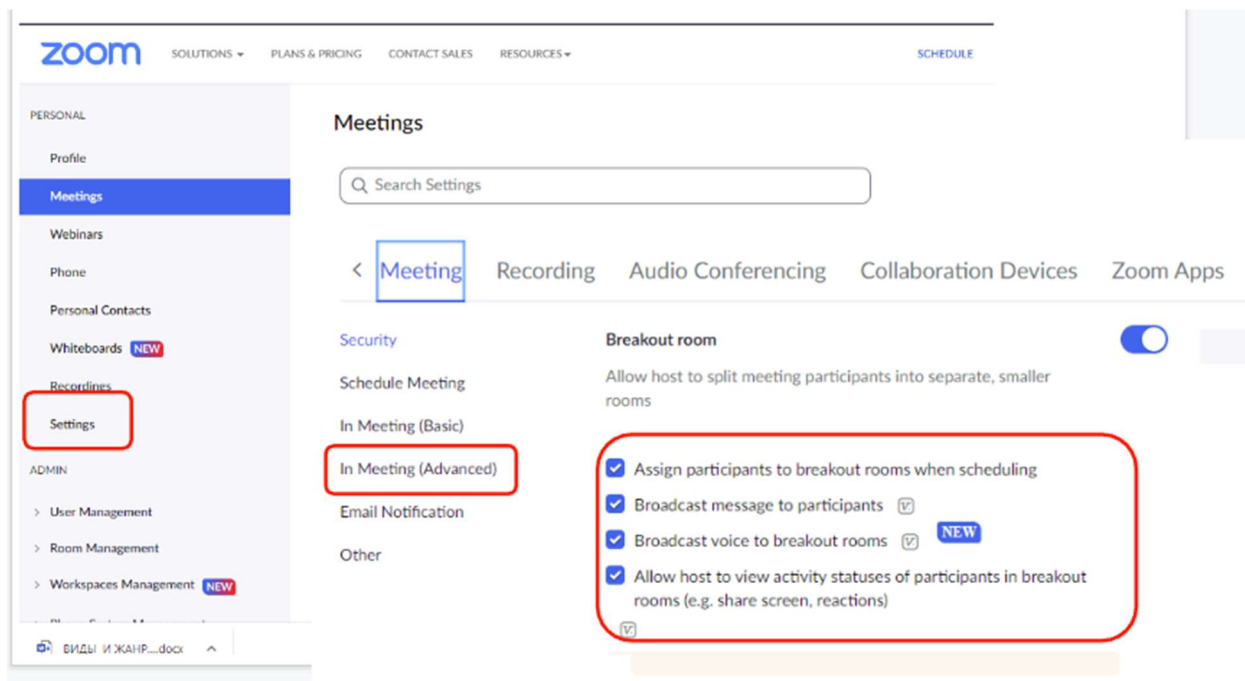 zoom SOLUTIONS PLANS & PRICING CONTACT SALES RESOURCES SCHEDULE
PERSONAL
Profile
Meetings
Webinars
Phone
Personal Contacts
Whiteboards NEW
Recordings
Settings
ADMIN
User Management
Room Management
Workspaces Management NEW
ВИДЫ И ЖАНР....docx
Meetings
Search Settings
Meeting Recording Audio Conferencing Collaboration Devices Zoom Apps
Security
Schedule Meeting
In Meeting (Basic)
In Meeting (Advanced)
Email Notification
Other
Breakout room
Allow host to split meeting participants into separate, smaller
rooms
Assign participants to breakout rooms when scheduling
Broadcast message to participants
Broadcast voice to breakout rooms NEW
Allow host to view activity statuses of participants in breakout
rooms (e.g. share screen, reactions)